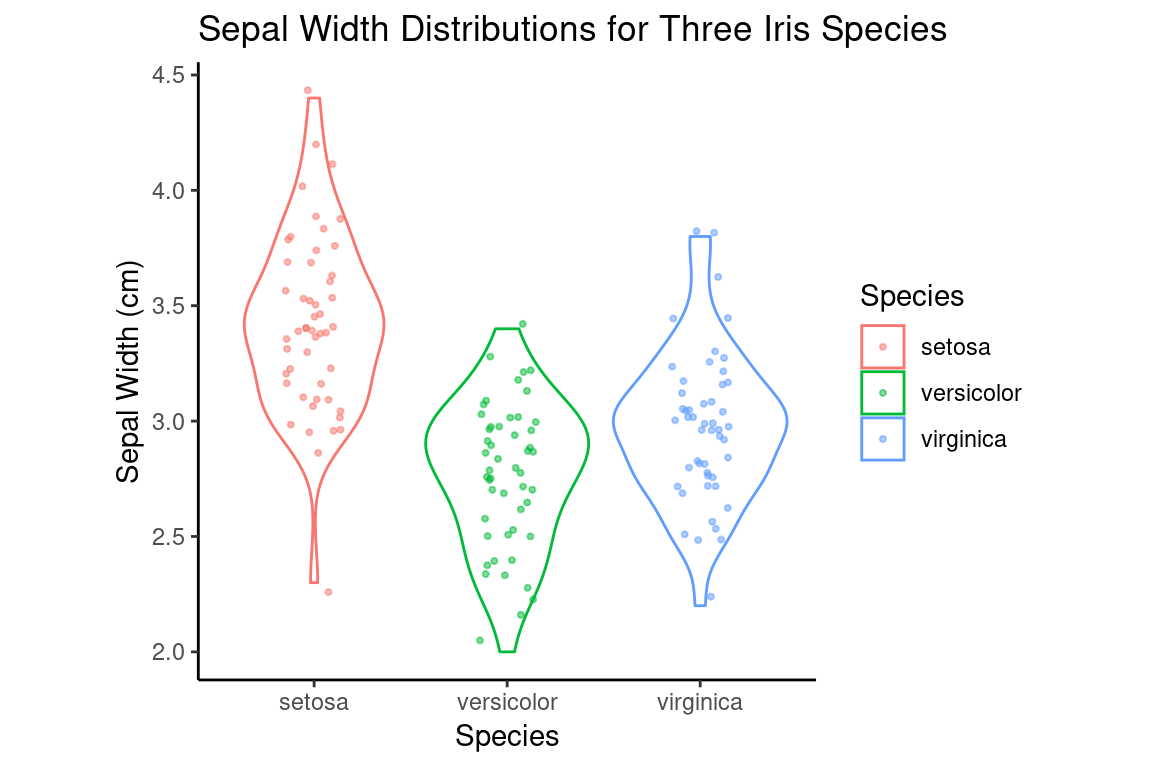 Sepal Width Distributions for Three Iris Species
Sepal Width (cm)
4.5
4.0
3.5
3.0
2.5
2.0
setosa
versicolor
virginica
Species
Species
setosa
versicolor
virginica